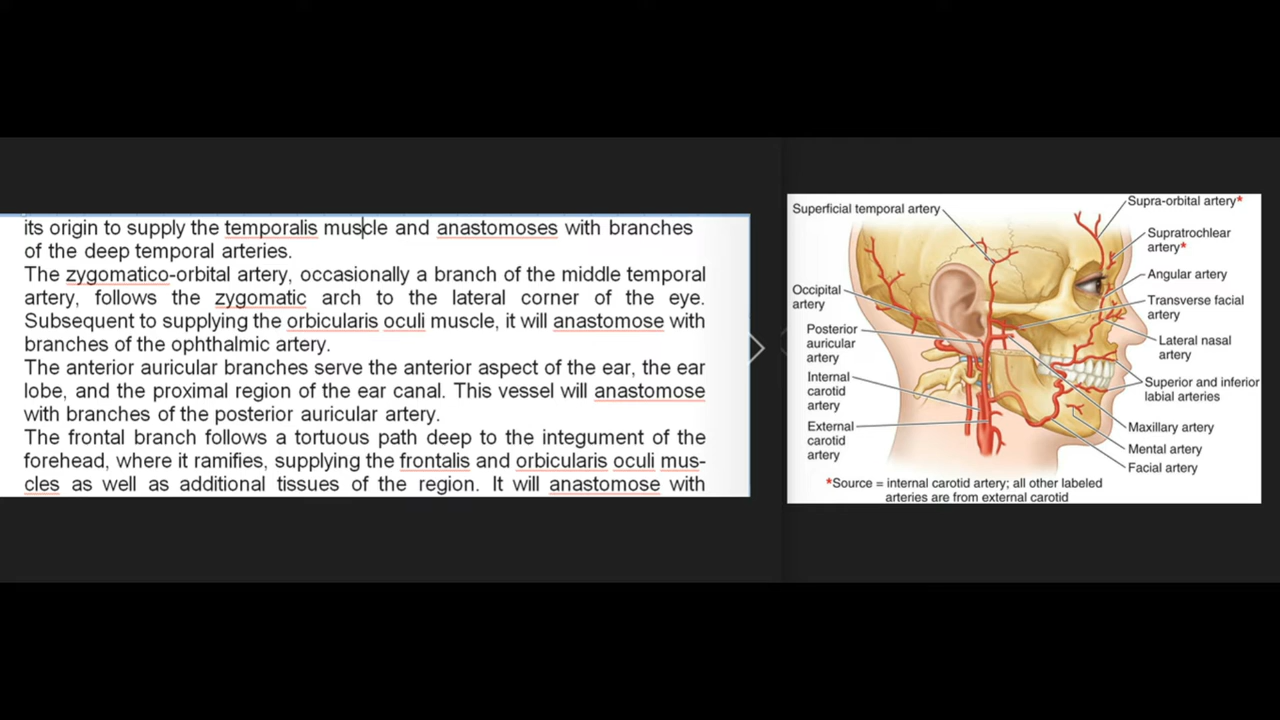 its origin to supply the temporalis muscle and anastomoses with branches
of the deep temporal arteries.
The zygomatico-orbital artery, occasionally a branch of the middle temporal
artery, follows the zygomatic arch to the lateral corner of the eye.
Subsequent to supplying the orbicularis oculi muscle, it will anastomose with
branches of the ophthalmic artery.
The anterior auricular branches serve the anterior aspect of the ear, the ear
lobe, and the proximal region of the ear canal. This vessel will anastomose
with branches of the posterior auricular artery.
The frontal branch follows a tortuous path deep to the integument of the
forehead, where it ramifies, supplying the frontalis and orbicularis oculi mus-
cles as well as additional tissues of the region. It will anastomose with
Superficial temporal artery
Occipital
artery
Posterior
auricular
artery
Internal
carotid
artery
External
carotid
artery
Supra-orbital artery*
Supratrochlear
artery*
Angular artery
Transverse facial
artery
Lateral nasal
artery
Superior and inferior
labial arteries
Maxillary artery
Mental artery
Facial artery
*Source = internal carotid artery; all other labeled
arteries are from external carotid